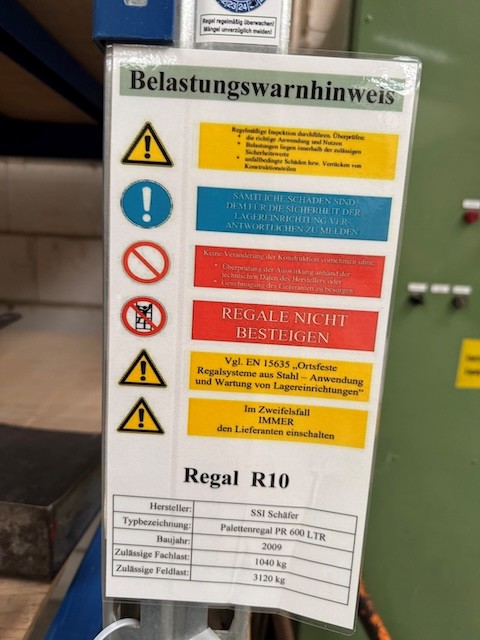 23 24
Regal regelmäßig überwachen!
Mängel unverzüglich melden!
Belastungswarnhinweis
Regelmäßige Inspektion durchführen. Überprüfen:
• die richtige Anwendung und Nutzen
• Belastungen liegen innerhalb der zulässigen
Sicherheitswerte
• unfallbedingte Schäden bzw. Verrücken von
Konstruktionsteilen
SÄMTLICHE SCHÄDEN SIND
DEM FÜR DIE SICHERHEIT DER
LAGEREINRICHTUNG VER-
ANTWORTLICHEN ZU MELDEN
Keine Veränderung der Konstruktion vornehmen ohne:
• Überprüfung der Auswirkung anhand der
technischen Daten des Herstellers oder
• Genehmigung des Lieferanten zu besorgen
REGALE NICHT
BESTEIGEN
Vgl. EN 15635 „Ortsfeste
Regalsysteme aus Stahl – Anwendung
und Wartung von Lagereinrichtungen“
Im Zweifelsfall
IMMER
den Lieferanten einschalten
Regal R10
Hersteller: SSI Schäfer
Typbezeichnung: Palettenregal PR 600 LTR
Baujahr: 2009
Zulässige Fachlast: 1040 kg
Zulässige Feldlast: 3120 kg